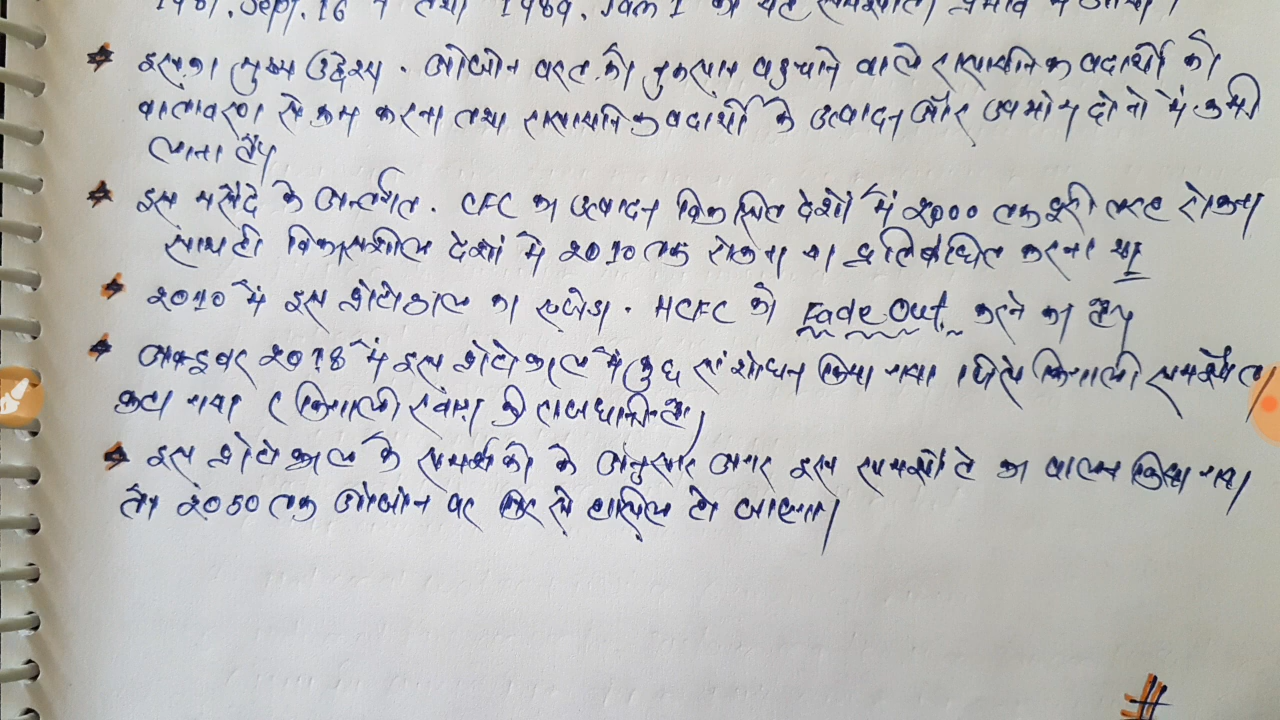 1987. Sept. 16 में तथा 1989. Jan 1 को यह समझौता प्रभाव में आया।
इसका मुख्य उद्देश्य. ओजोन परत को नुकसान पहुचाने वाले रासायनिक पदार्थो को
वातावरण से कम करना तथा रासायनिक पदार्थो के उत्पादन और उपभोग दोनो में कमी
लाना है।
इस मसौदे के अन्तर्गत. CFC का उत्पादन विकसित देशों में 2000 तक पूरी तरह रोकना
साथ ही विकासशील देशों में 2010 तक रोकना या प्रतिबंधित करना था
2010 में इस प्रोटोकाल का एजेंडा. HCFC को Fade Out करने का है।
अक्टूबर 2016 में इस प्रोटोकाल में कुछ संशोधन किया गया जिसे किगाली समझौता
कहा गया ( किगाली रवांडा की राजधानी है।
इस प्रोटोकाल के समर्थको के अनुसार अगर इस समझौते का पालन किया गया
तो 2050 तक ओजोन पर फिर से हासिल हो जाएगा।